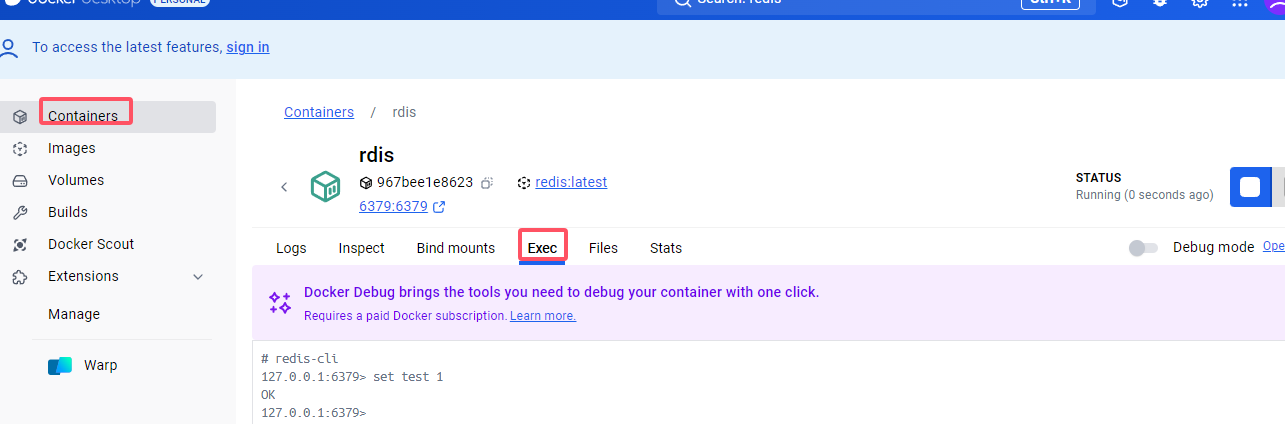 docker desktop PERSONAL
Search: redis
Ctrl+K
To access the latest features, sign in
Containers
Images
Volumes
Builds
Docker Scout
Extensions
Manage
Warp
Containers / rdis
rdis
967bee1e8623 redis:latest
6379:6379
STATUS
Running (0 seconds ago)
Logs Inspect Bind mounts Exec Files Stats
Debug mode
Docker Debug brings the tools you need to debug your container with one click.
Requires a paid Docker subscription. Learn more.
# redis-cli
127.0.0.1:6379> set test 1
OK
127.0.0.1:6379>